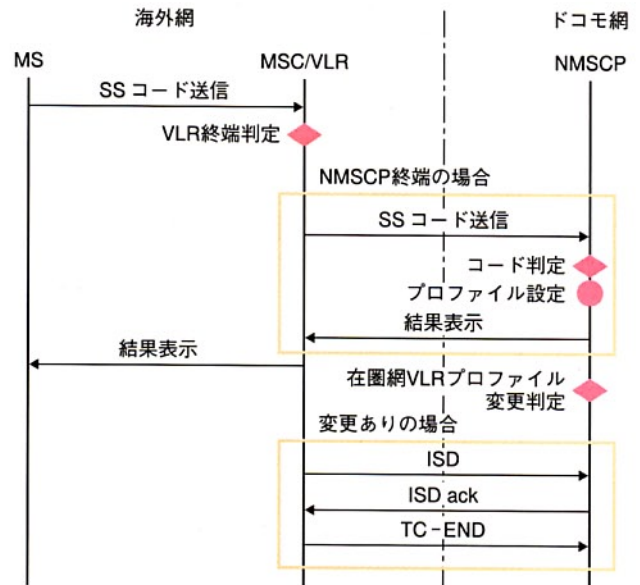 海外網
ドコモ網
MS
MSC/VLR
NMSCP
SS コード送信
VLR終端判定
NMSCP終端の場合
SS コード送信
コード判定
プロファイル設定
結果表示
結果表示
在圏網VLRプロファイル
変更判定
変更ありの場合
ISD
ISD ack
TC-END